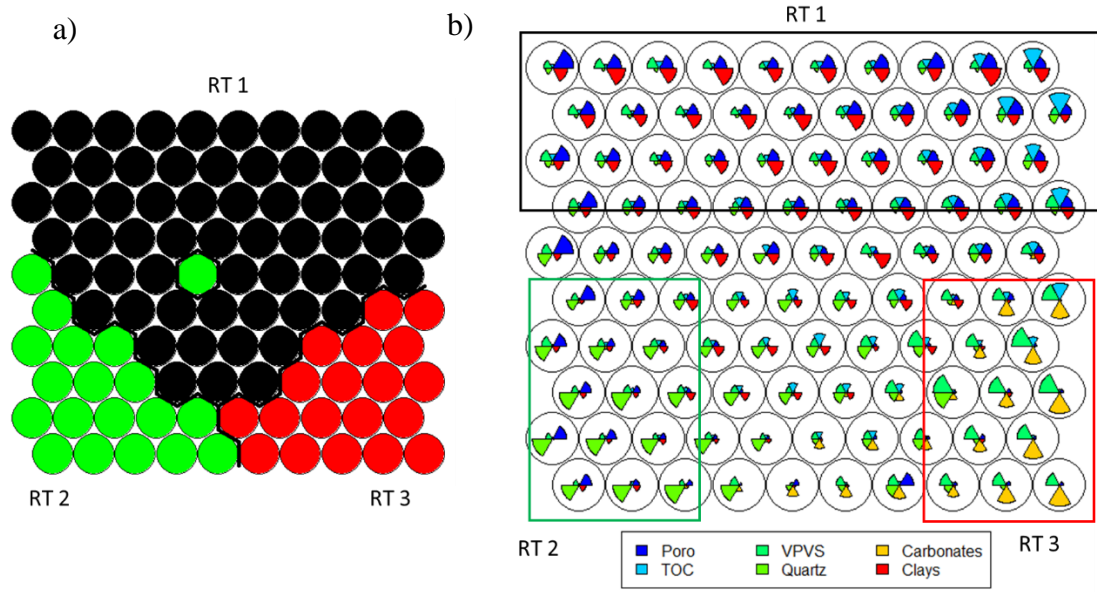 a)
b)
RT 1
RT 1
RT 2
RT 3
RT 2
RT 3
Poro
VPVS
Carbonates
TOC
Quartz
Clays